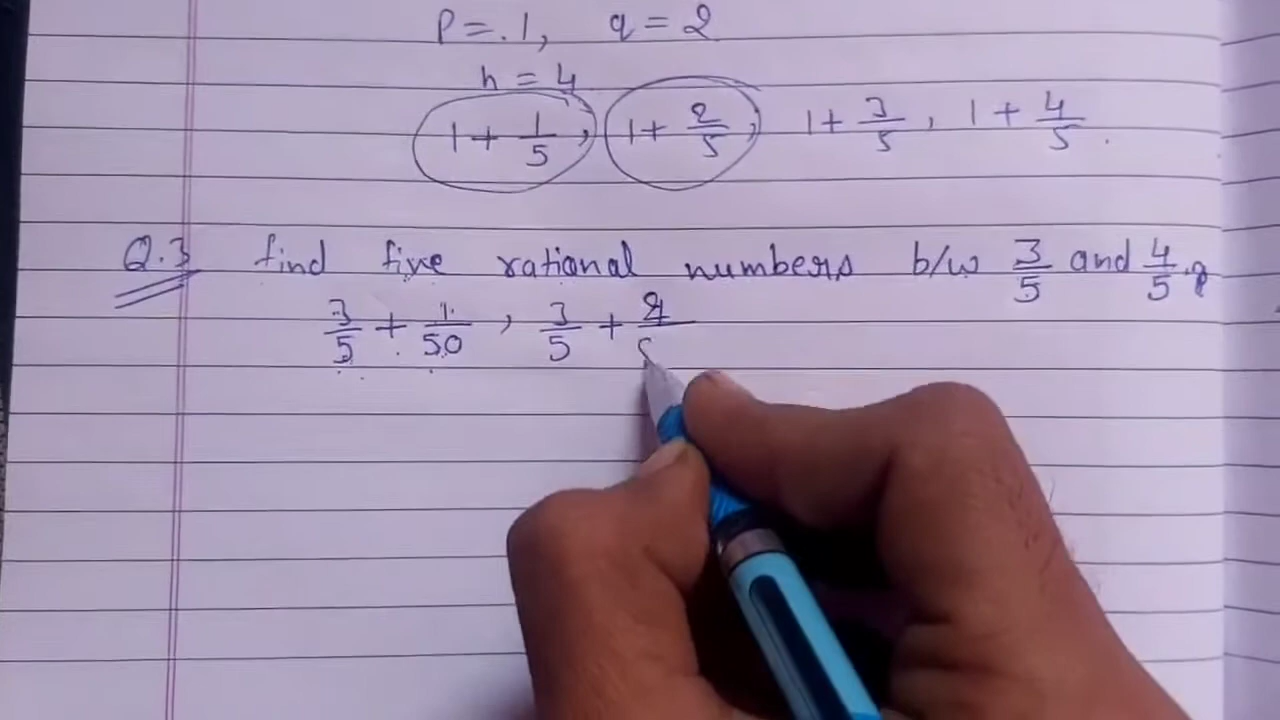 P = .1, q = 2
n = 4
1 + 1/5, 1 + 2/5, 1 + 3/5, 1 + 4/5.
Q.3 find five rational numbers b/w 3/5 and 4/5.
3/5 + 1/50, 3/5 + 2/